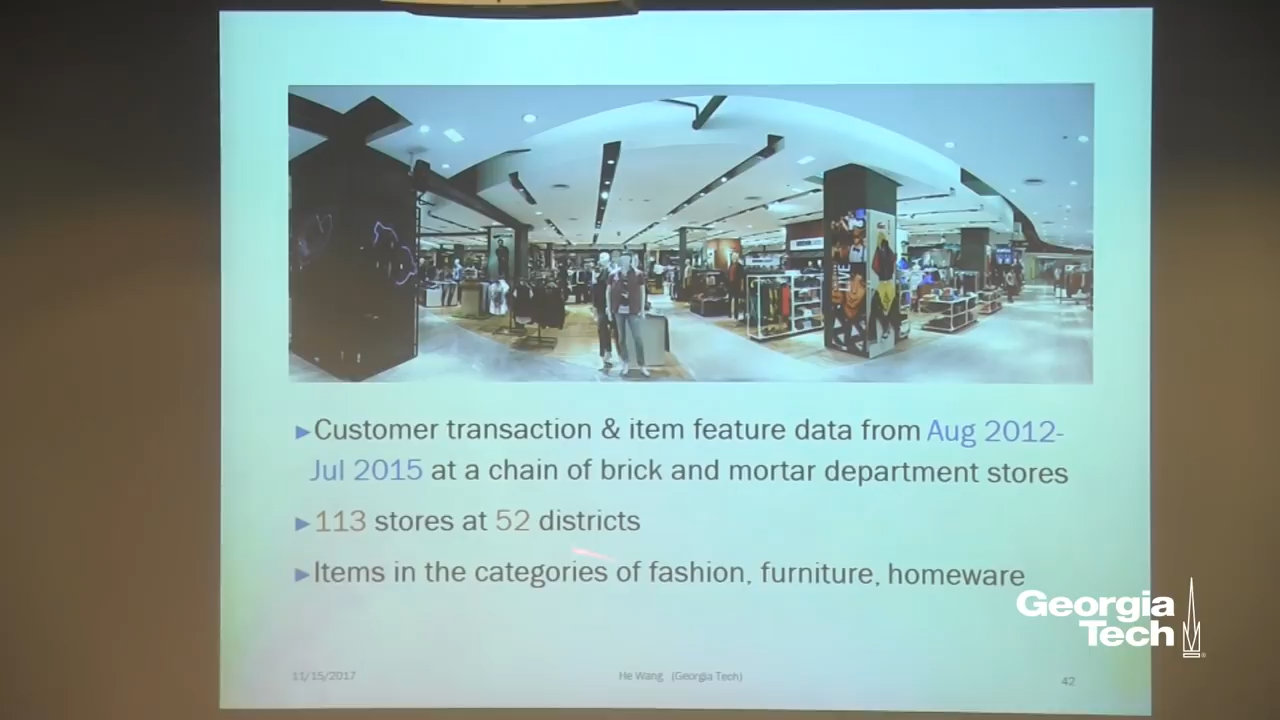 ►Customer transaction & item feature data from Aug 2012-
Jul 2015 at a chain of brick and mortar department stores
►113 stores at 52 districts
►Items in the categories of fashion, furniture, homeware
Georgia
Tech
11/15/2017
He Wang (Georgia Tech)
42
LIVE